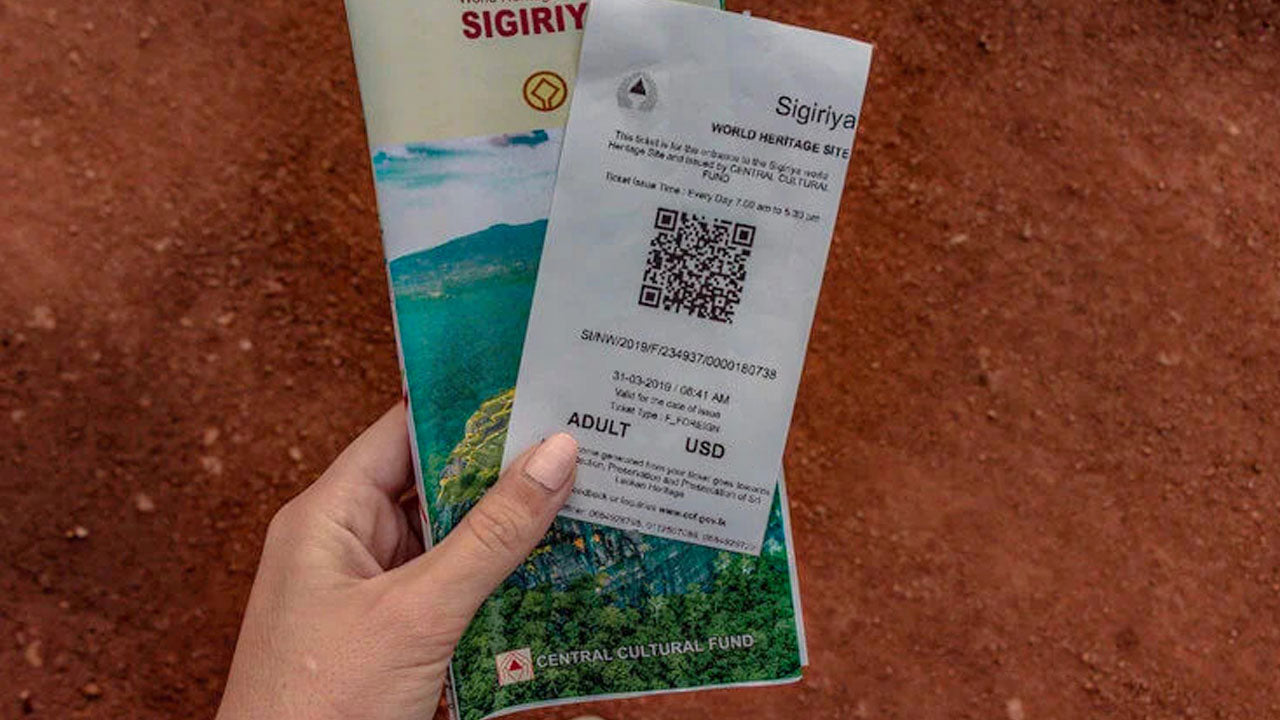 SIGIRIY
Sigiriya
WORLD HERITAGE SITE
This ticket is for the entrance to the Sigiriya world
Heritage Site and issued by CENTRAL CULTURAL
FUND
Ticket Issue Time : Every Day 7.00 am to 5:30 pm
SI/NW/2019/F/234937/0000180738
31-03-2019 / 06:41 AM
Valid for the date of issue
Ticket Type : F_FOREIGN
ADULT USD
generated from your ticket goes towards
Preservation and Preservation of Sri
Lankan Heritage
or inquiries www.ccf.gov.lk
CENTRAL CULTURAL FUND